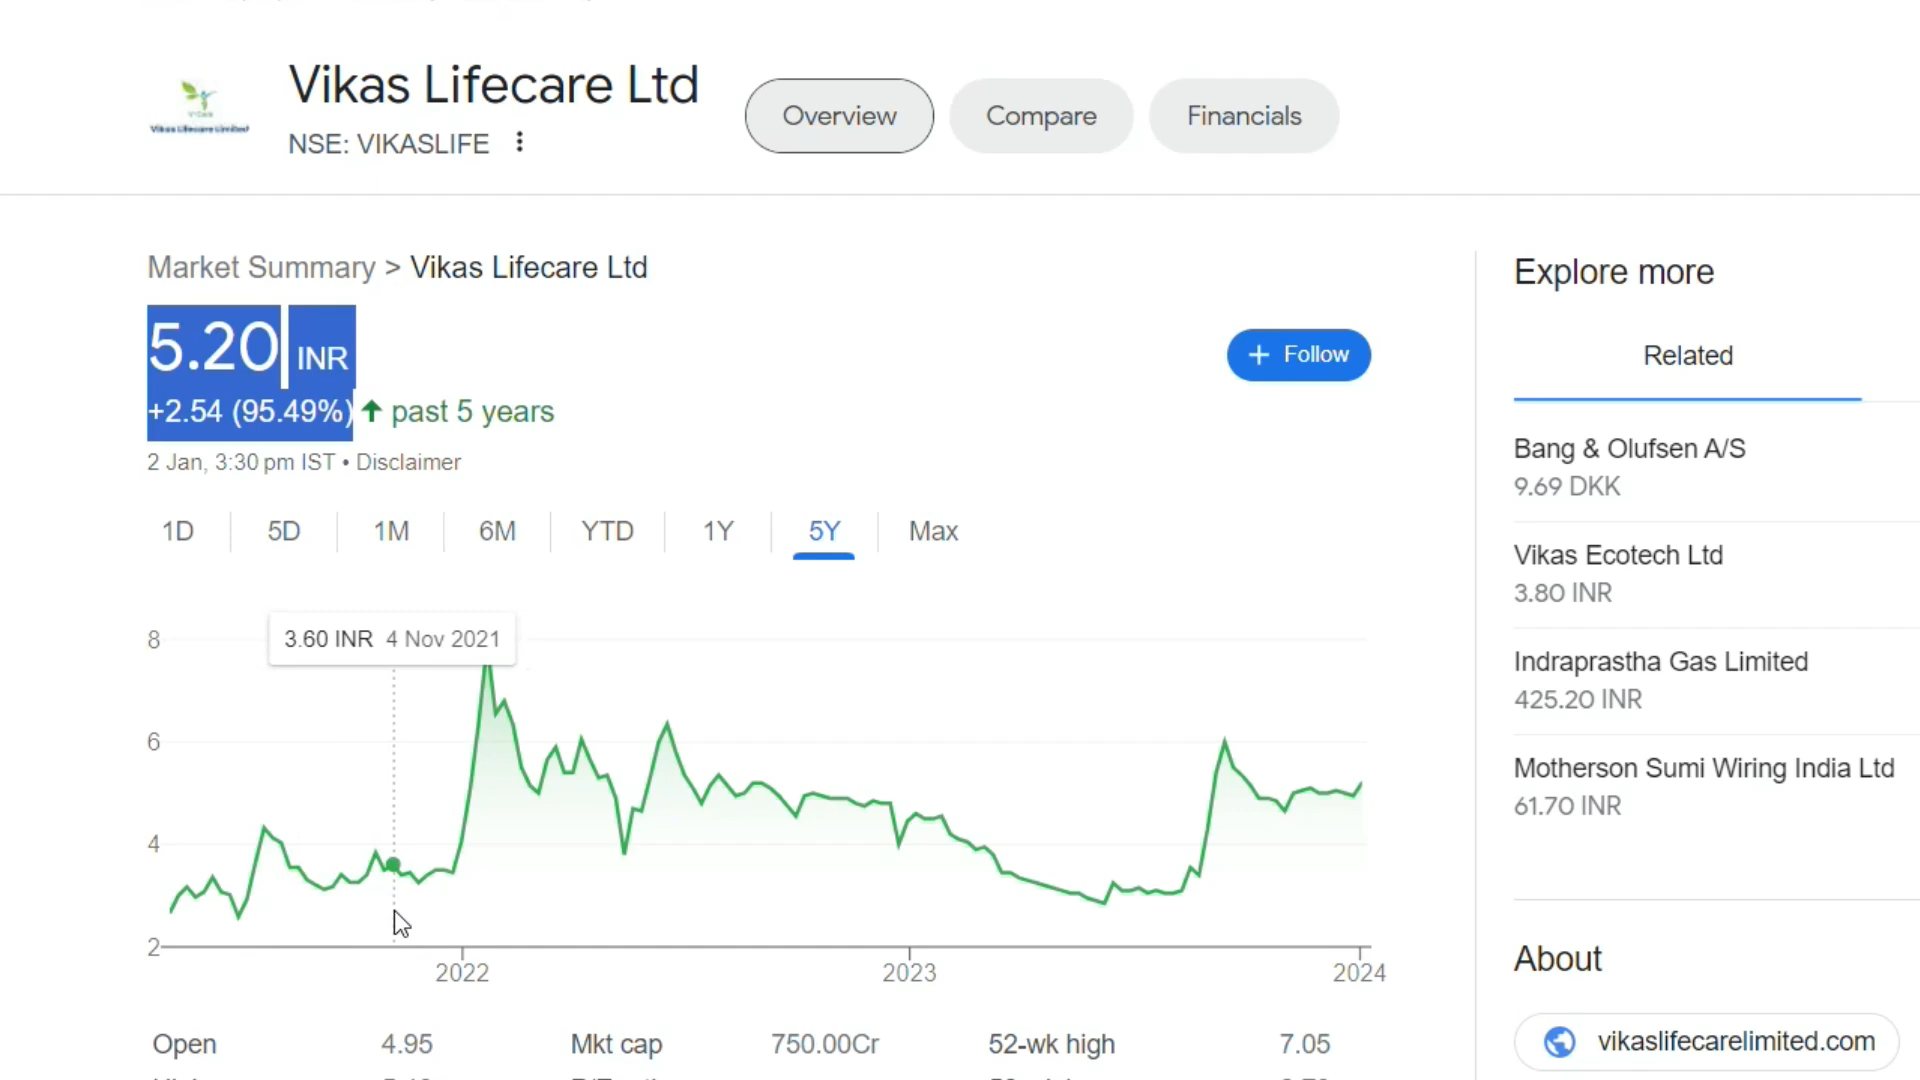 Vikas Lifecare Ltd
NSE: VIKASLIFE
Overview
Compare
Financials
Vikas Lifecare Limited
Market Summary > Vikas Lifecare Ltd
5.20 INR
+2.54 (95.49%) past 5 years
2 Jan, 3:30 pm IST • Disclaimer
+ Follow
1D 5D 1M 6M YTD 1Y 5Y Max
3.60 INR 4 Nov 2021
8
6
4
2
2022 2023 2024
Open 4.95 Mkt cap 750.00Cr 52-wk high 7.05
Explore more
Related
Bang & Olufsen A/S
9.69 DKK
Vikas Ecotech Ltd
3.80 INR
Indraprastha Gas Limited
425.20 INR
Motherson Sumi Wiring India Ltd
61.70 INR
About
vikaslifecarelimited.com